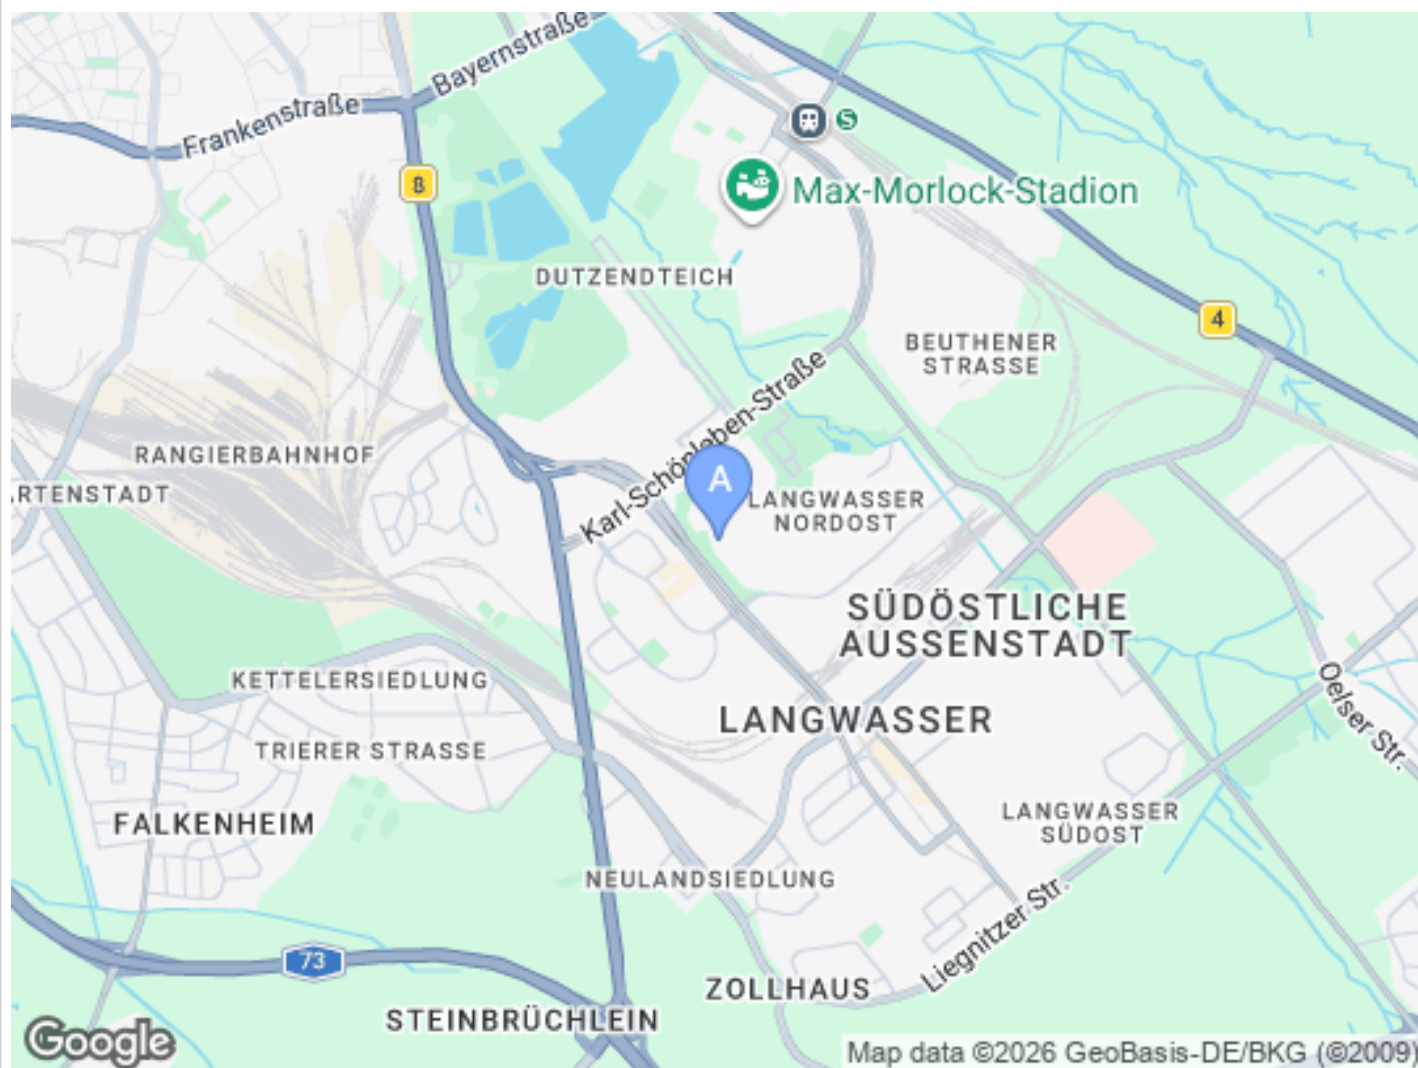 Bayernstraße
Frankenstraße
8
S
Max-Morlock-Stadion
DUTZENDTEICH
4
BEUTHENER
STRASSE
RANGIERBAHNHOF
ARTENSTADT
Karl-Schönleben-Straße
A
LANGWASSER
NORDOST
SÜDÖSTLICHE
AUSSENSTADT
KETTELERSIEDLUNG
Oelser Str.
LANGWASSER
TRIERER STRASSE
FALKENHEIM
LANGWASSER
SÜDOST
NEULANDSIEDLUNG
Liegnitzer Str.
73
ZOLLHAUS
STEINBRÜCHLEIN
Google
Map data ©2026 GeoBasis-DE/BKG (©2009)